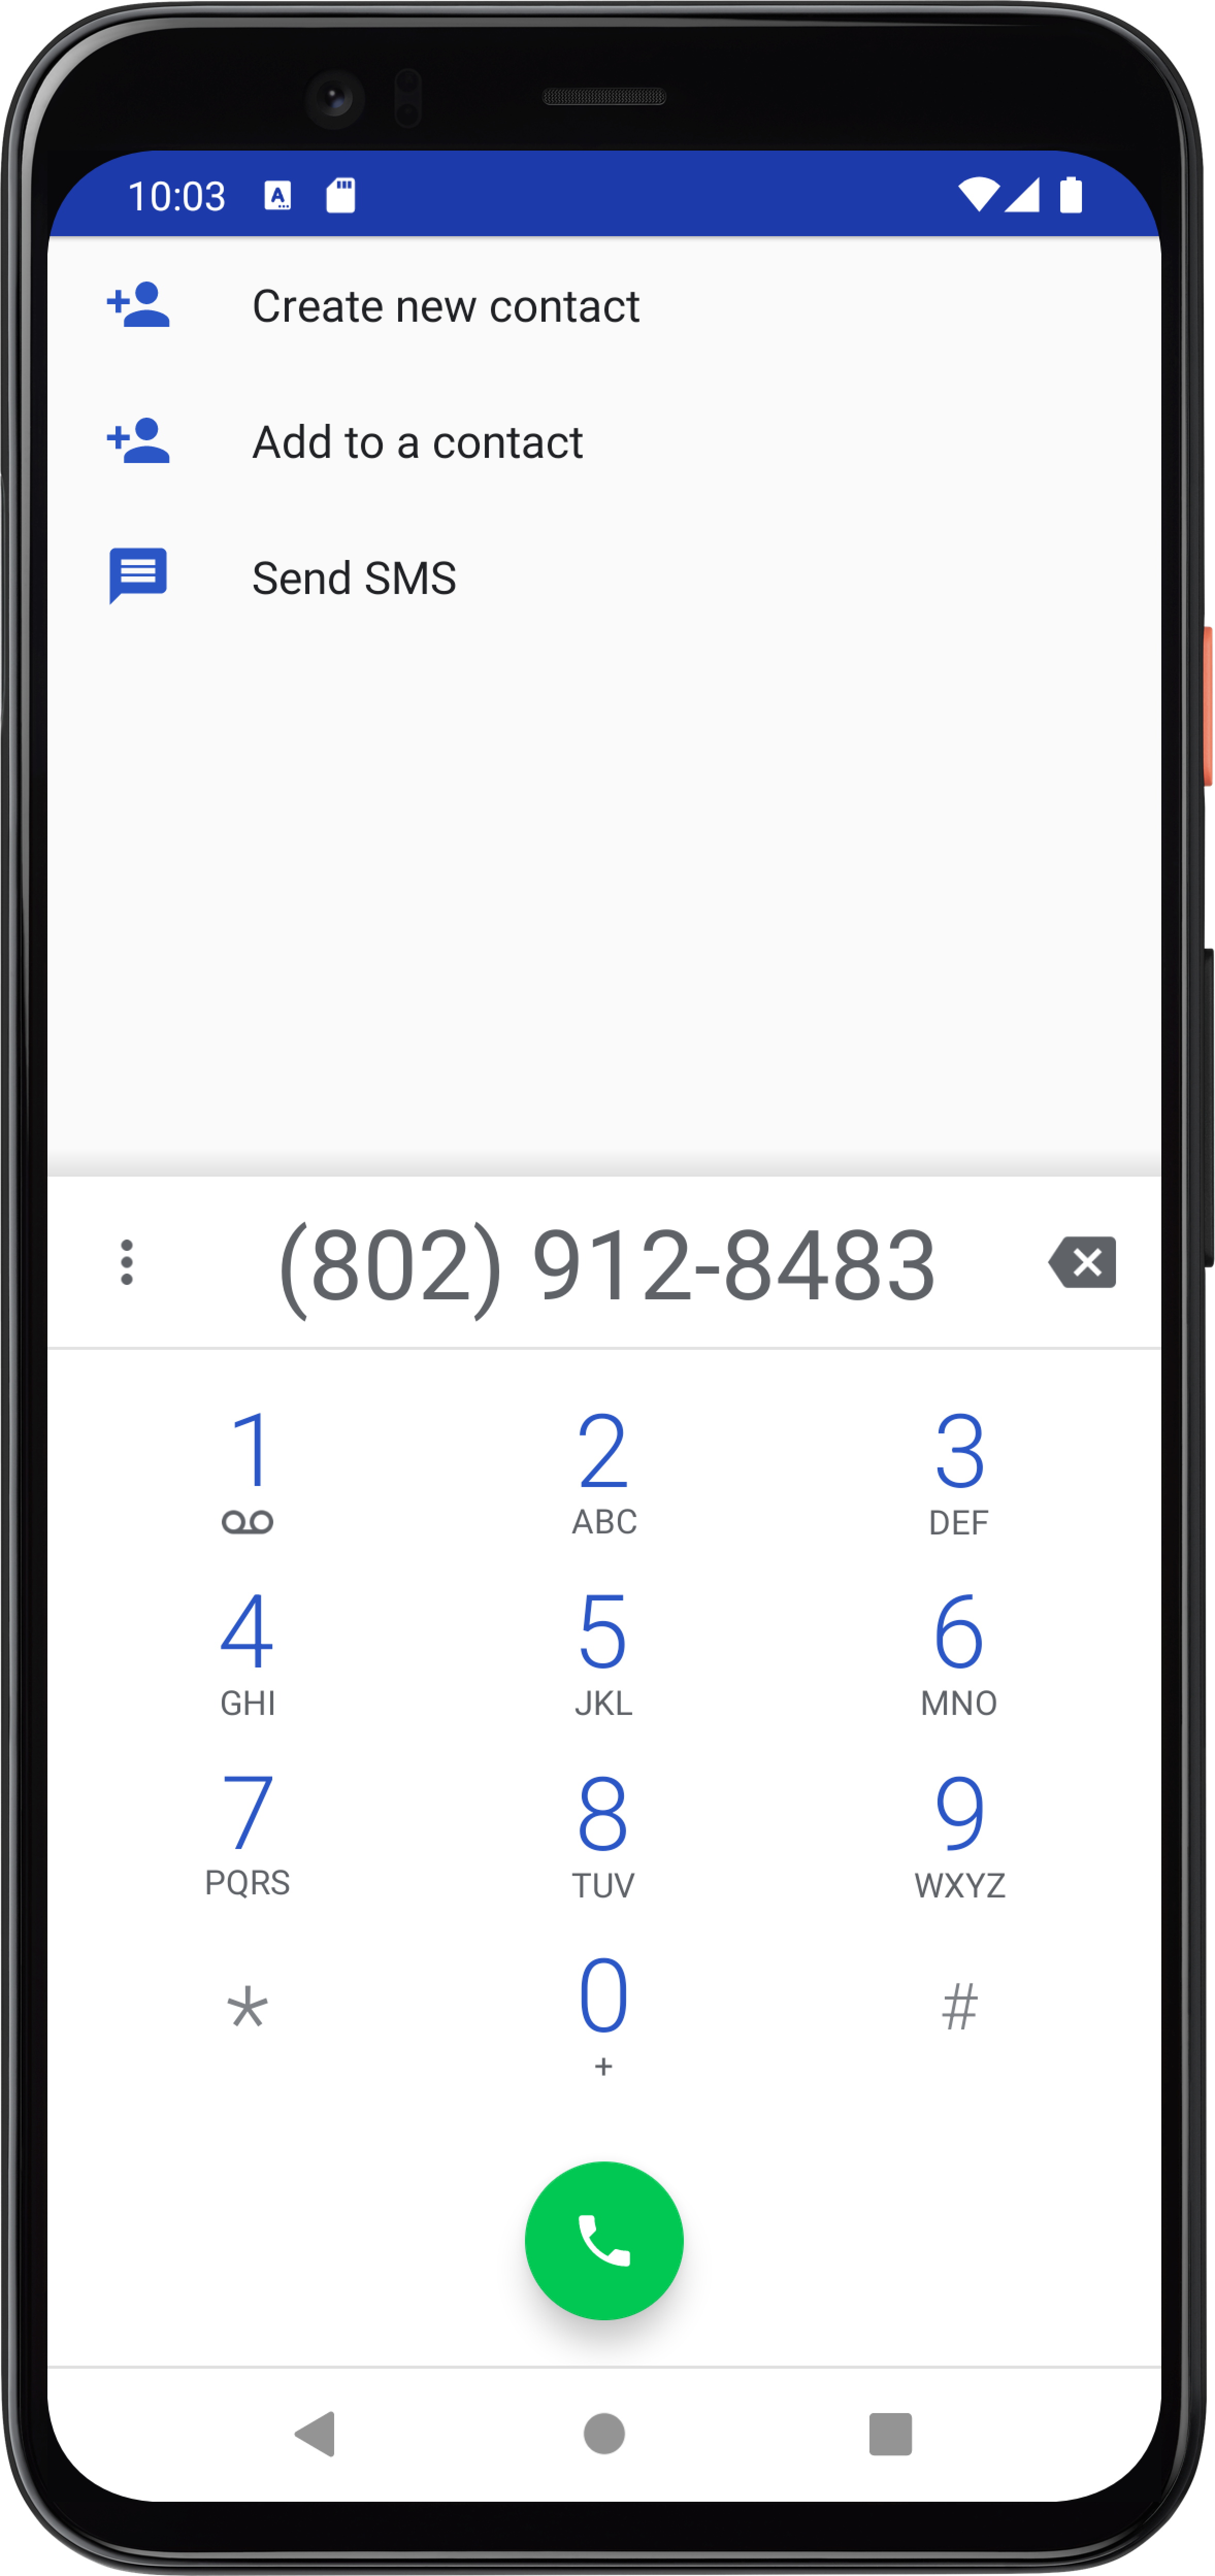 10:03
Create new contact
Add to a contact
Send SMS
(802) 912-8483
1 2 3
ABC DEF
4 5 6
GHI JKL MNO
7 8 9
PQRS TUV WXYZ
* 0 #
+